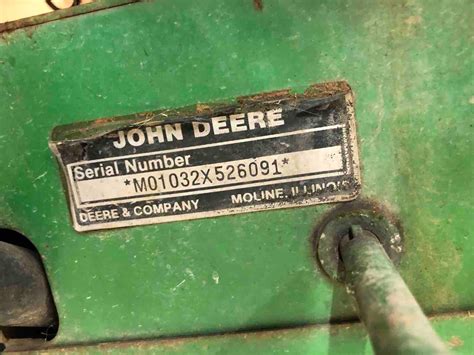 JOHN DEERE
Serial Number
*M01032X526091*
DEERE & COMPANY MOLINE, ILLINOIS